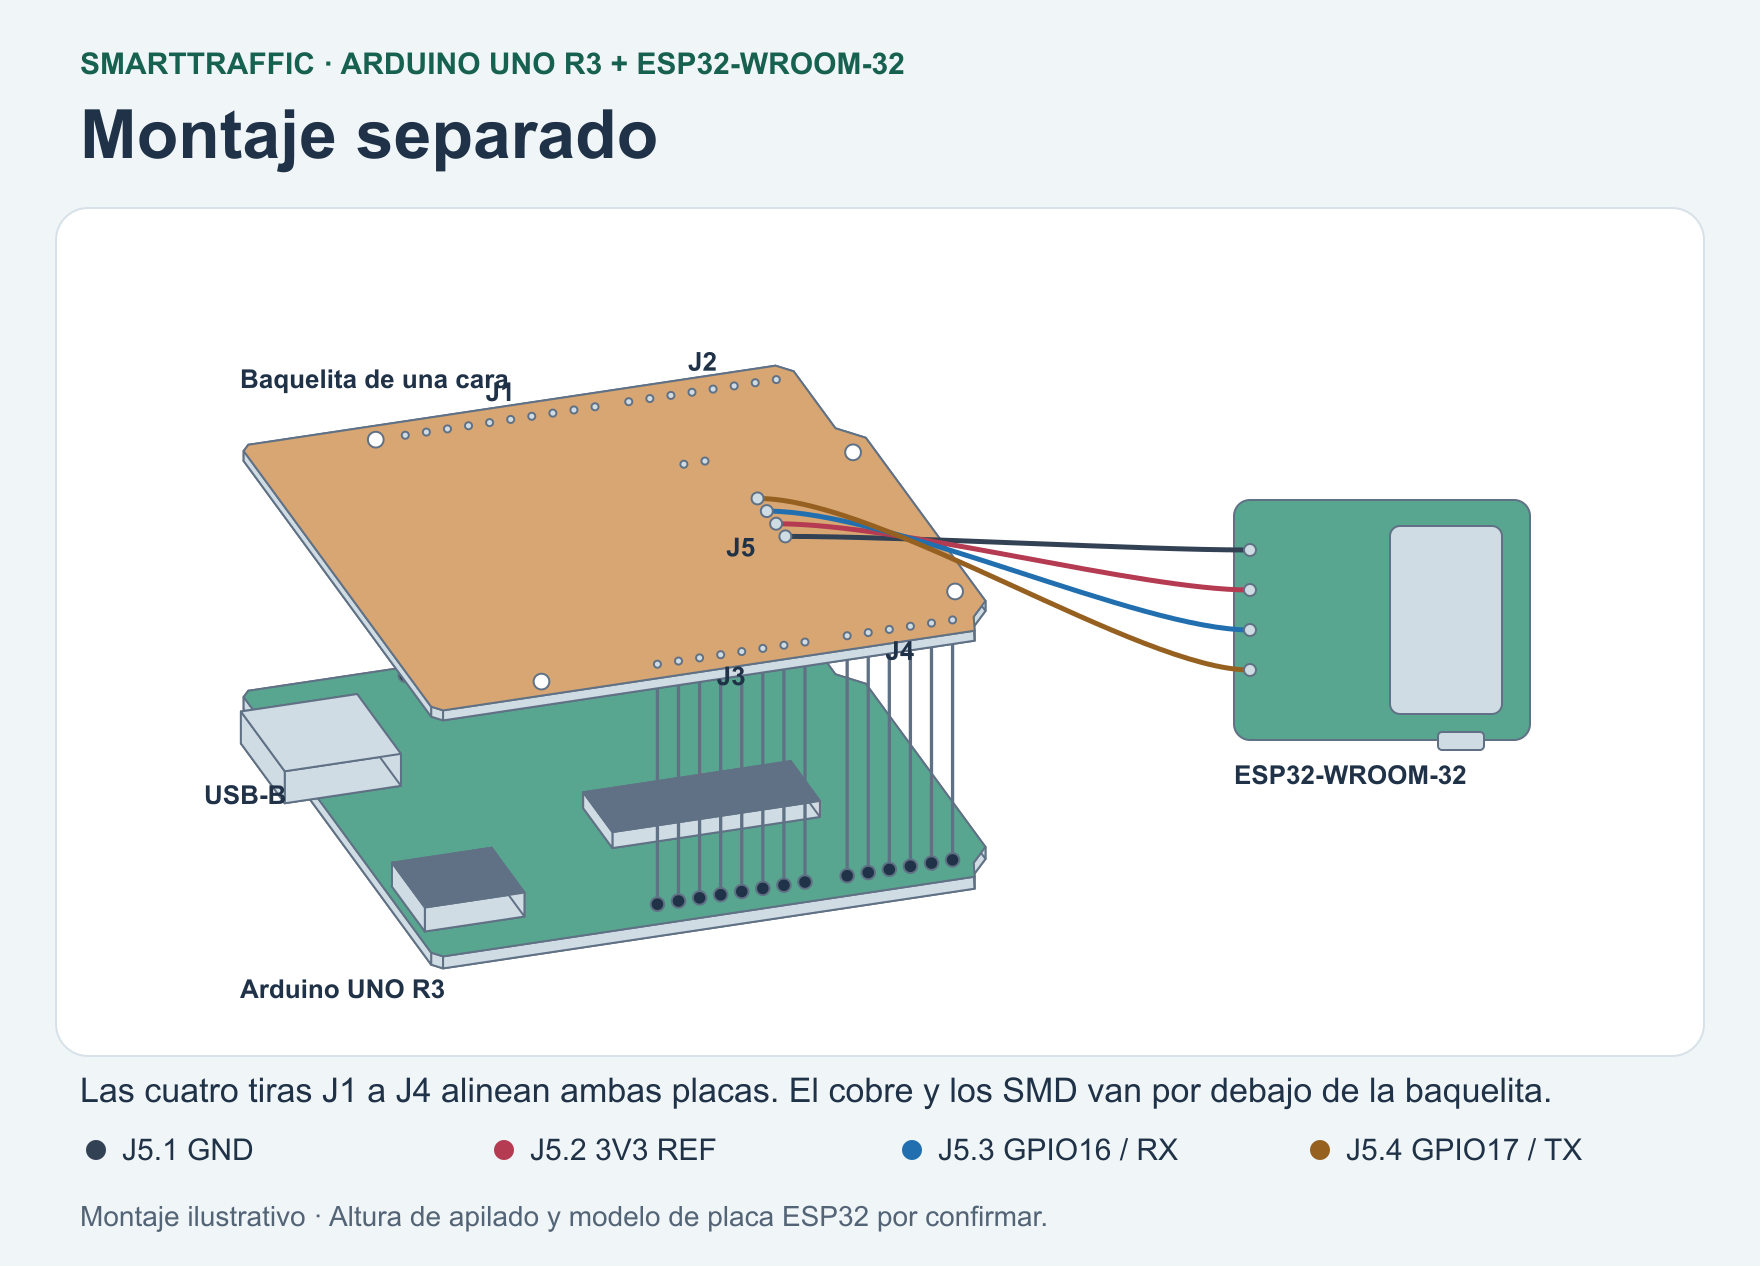 SMARTTRAFFIC · ARDUINO UNO R3 + ESP32-WROOM-32
Montaje separado
J2
Baquelita de una cara
J1
J5
J4
J3
ESP32-WROOM-32
USB-B
Arduino UNO R3
Las cuatro tiras J1 a J4 alinean ambas placas. El cobre y los SMD van por debajo de la baquelita.
J5.1 GND
J5.2 3V3 REF
J5.3 GPIO16 / RX
J5.4 GPIO17 / TX
Montaje ilustrativo · Altura de apilado y modelo de placa ESP32 por confirmar.